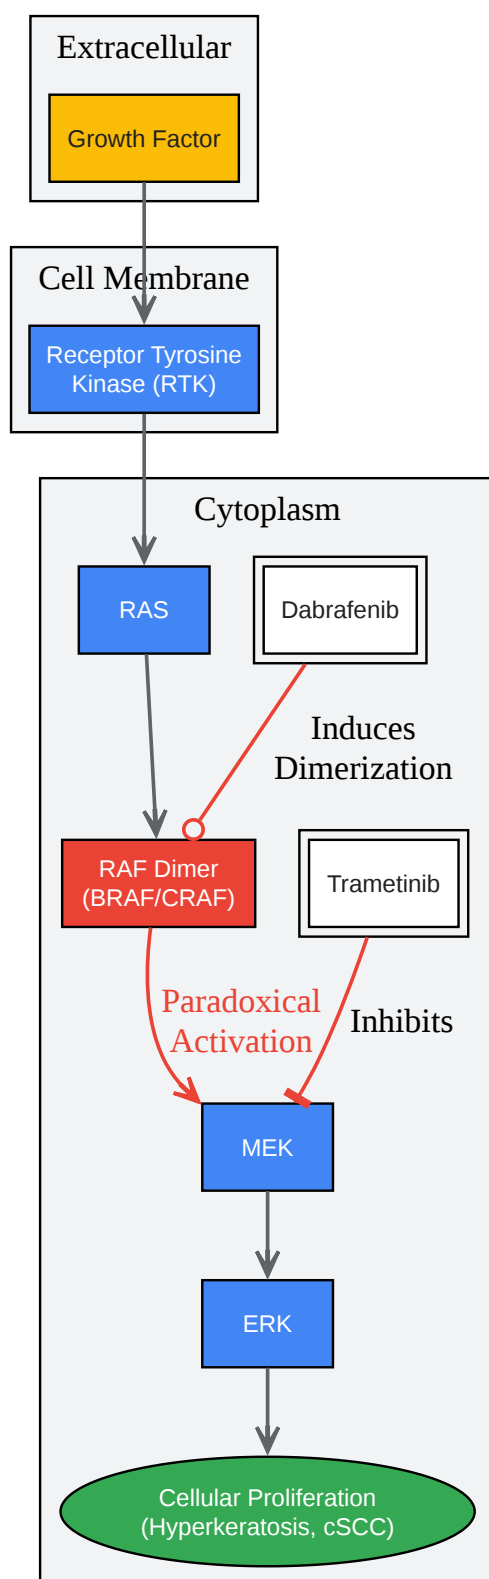 Extracellular
Growth Factor
Cell Membrane
Receptor Tyrosine
Kinase (RTK)
Cytoplasm
RAS
Dabrafenib
Induces
Dimerization
RAF Dimer
(BRAF/CRAF)
Trametinib
Paradoxical
Activation
Inhibits
MEK
ERK
Cellular Proliferation
(Hyperkeratosis, cSCC)